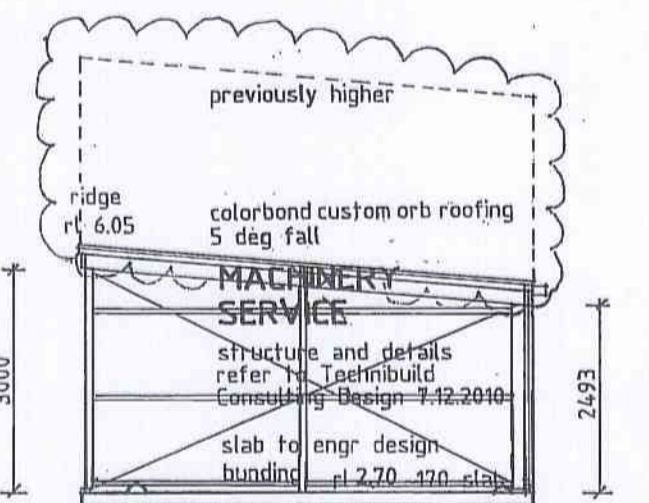 previously higher
ridge
rl 6.05
colorbond custom orb roofing
5 deg fall
MACHINERY
SERVICE
structure and details
refer to Technibuild
Consulting Design 7.12.2010
3000
2493
slab to engr design
bunding rl 2.70 170 slab